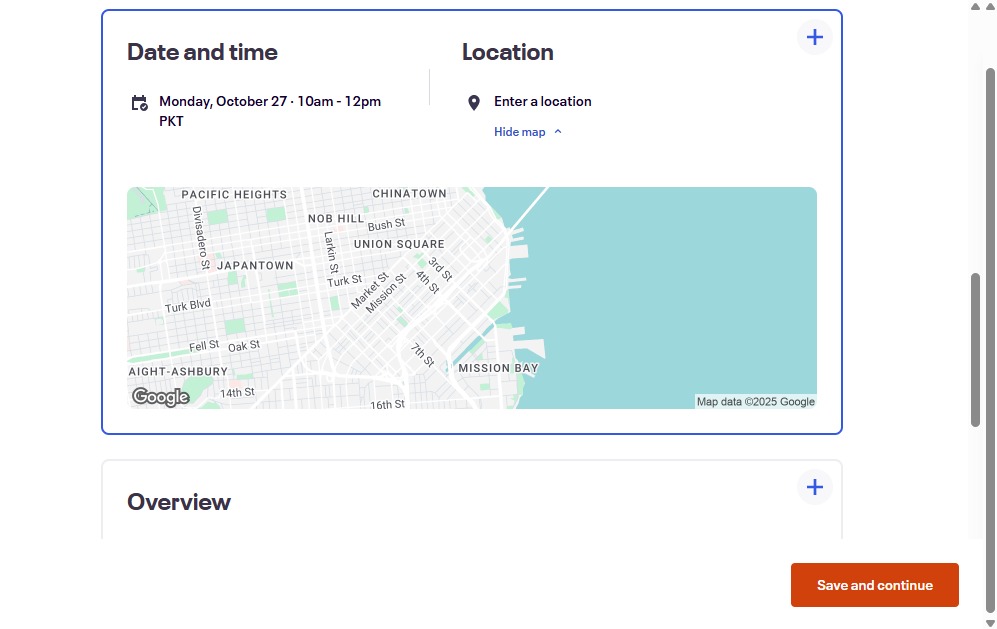 Date and time
Monday, October 27 · 10am - 12pm
PKT
Location
Enter a location
Hide map
PACIFIC HEIGHTS
CHINATOWN
Divisadero St
NOB HILL
Bush St
Larkin St
UNION SQUARE
JAPANTOWN
3rd St
4th St
Turk St
Market St
Mission St
Turk Blvd
Fell St
Oak St
7th St
AIGHT-ASHBURY
MISSION BAY
14th St
16th St
Google
Map data ©2025 Google
Overview
Save and continue